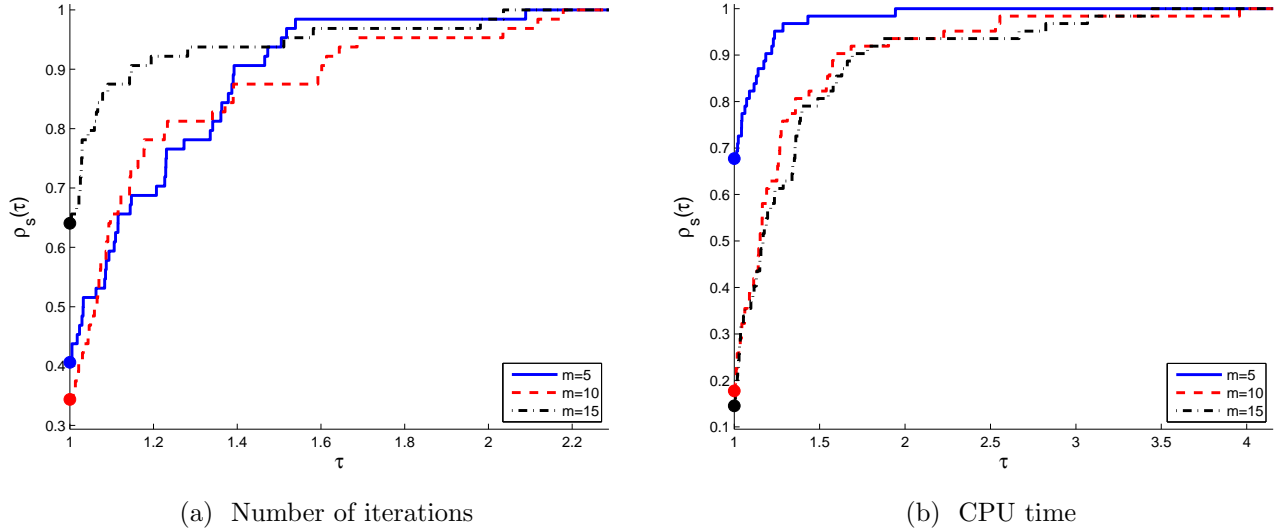 1
0.9
0.8
0.7
0.6
0.5
0.4
0.3
ρs(τ)
1
1.2
1.4
1.6
1.8
2
2.2
τ
m=5
m=10
m=15
(a) Number of iterations
1
0.9
0.8
0.7
0.6
0.5
0.4
0.3
0.2
0.1
ρs(τ)
1
1.5
2
2.5
3
3.5
4
τ
m=5
m=10
m=15
(b) CPU time